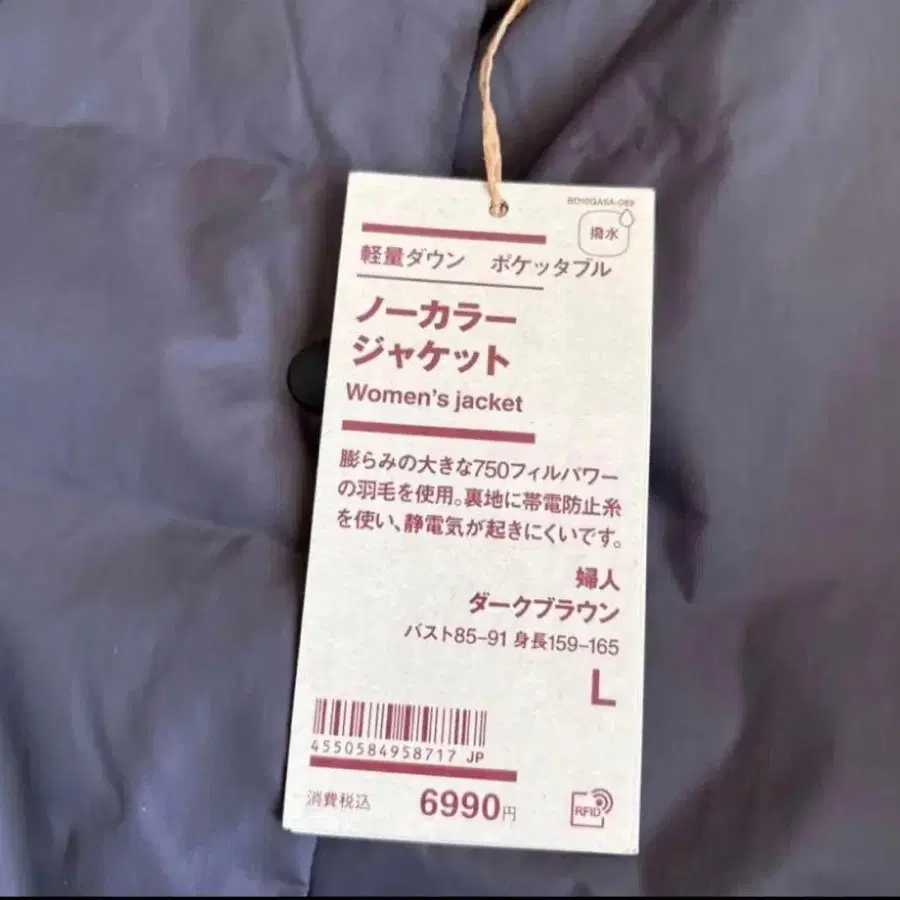 撥水
軽量ダウン ポケッタブル
ノーカラー
ジャケット
Women's jacket
膨らみの大きな750フィルパワー
の羽毛を使用。裏地に帯電防止糸
を使い、静電気が起きにくいです。
婦人
ダークブラウン
バスト85-91 身長159-165
L
4550584958717 JP
消費税込 6990円
RFID